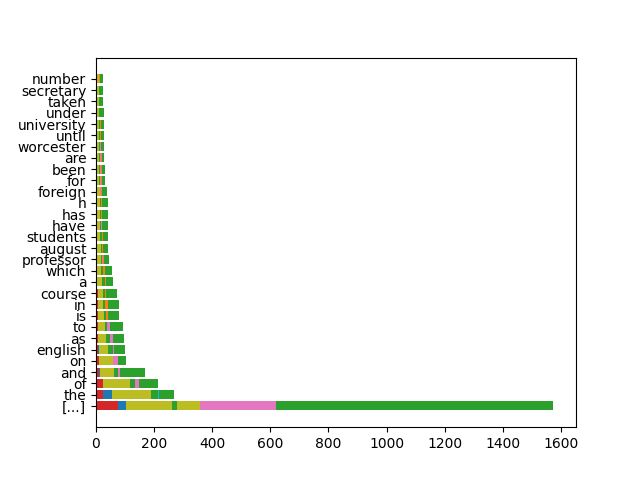 number
secretary
taken
under
university
until
worcester
are
been
for
foreign
h
has
have
students
august
professor
which
a
course
in
is
to
as
english
on
and
of
the
[...]
0 200 400 600 800 1000 1200 1400 1600